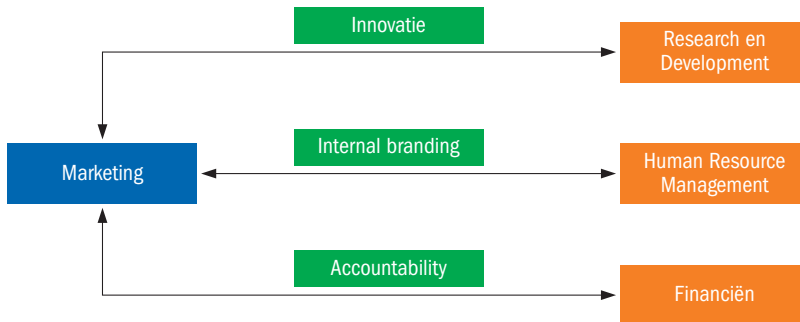 Innovatie
Research en
Development
Internal branding
Marketing
Human Resource
Management
Accountability
Financiën